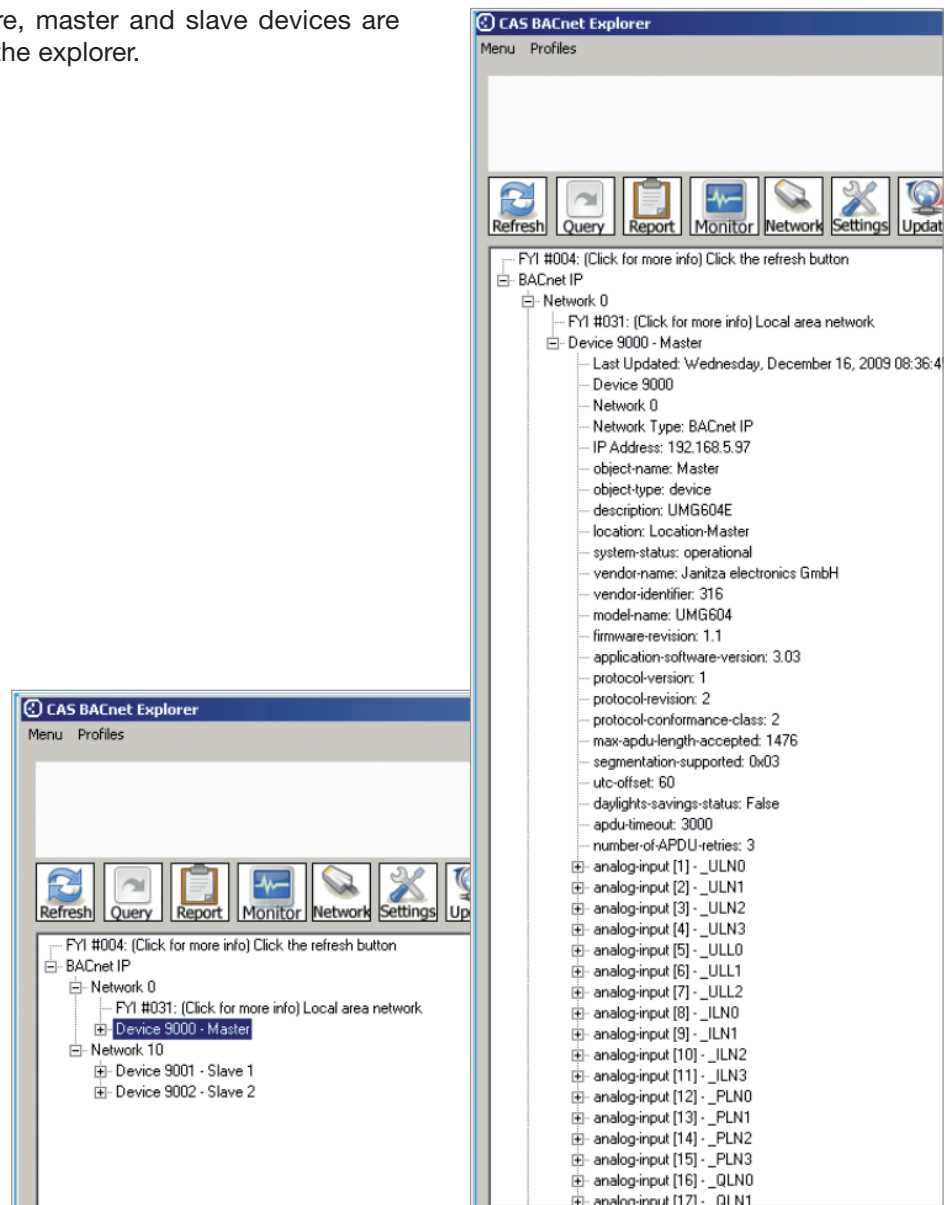 re, master and slave devices are
the explorer.
CAS BACnet Explorer
Menu Profiles
Refresh Query Report Monitor Network Settings Updat
FYI #004: (Click for more info) Click the refresh button
BACnet IP
Network 0
FYI #031: (Click for more info) Local area network
Device 9000 - Master
Last Updated: Wednesday, December 16, 2009 08:36:4
Device 9000
Network 0
Network Type: BACnet IP
IP Address: 192.168.5.97
object-name: Master
object-type: device
description: UMG604E
location: Location-Master
system-status: operational
vendor-name: Janitza electronics GmbH
vendor-identifier: 316
model-name: UMG604
firmware-revision: 1.1
application-software-version: 3.03
protocol-version: 1
protocol-revision: 2
protocol-conformance-class: 2
max-apdu-length-accepted: 1476
segmentation-supported: 0x03
utc-offset: 60
daylights-savings-status: False
apdu-timeout: 3000
number-of-APDU-retries: 3
analog-input [1] - _ULN0
analog-input [2] - _ULN1
analog-input [3] - _ULN2
analog-input [4] - _ULN3
analog-input [5] - _ULL0
analog-input [6] - _ULL1
analog-input [7] - _ULL2
analog-input [8] - _ILN0
analog-input [9] - _ILN1
analog-input [10] - _ILN2
analog-input [11] - _ILN3
analog-input [12] - _PLN0
analog-input [13] - _PLN1
analog-input [14] - _PLN2
analog-input [15] - _PLN3
analog-input [16] - _QLN0
analog-input [17] - _QLN1
CAS BACnet Explorer
Menu Profiles
Refresh Query Report Monitor Network Settings Up
FYI #004: (Click for more info) Click the refresh button
BACnet IP
Network 0
FYI #031: (Click for more info) Local area network
Device 9000 - Master
Network 10
Device 9001 - Slave 1
Device 9002 - Slave 2